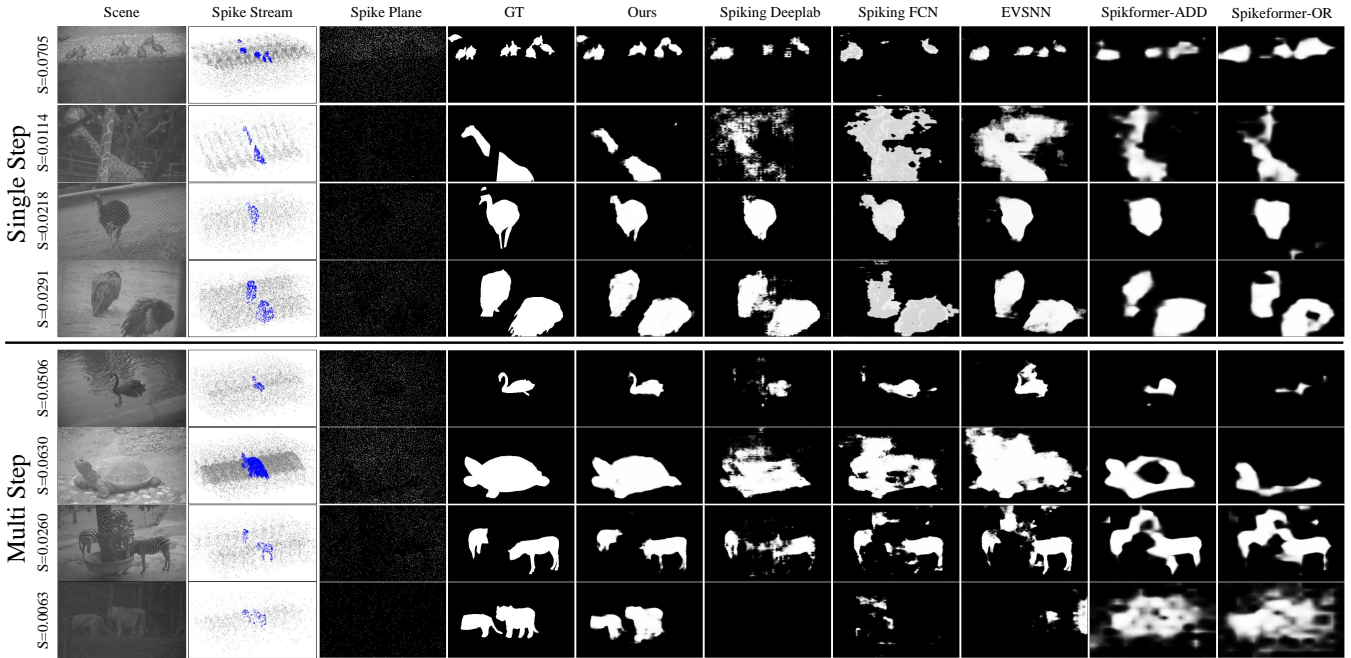 Scene Spike Stream Spike Plane GT Ours Spiking Deeplab Spiking FCN EVSNN Spikformer-ADD Spikeformer-OR
Single Step
S=0.0705
S=0.0114
S=0.0218
S=0.0291
Multi Step
S=0.0506
S=0.0630
S=0.0260
S=0.0063